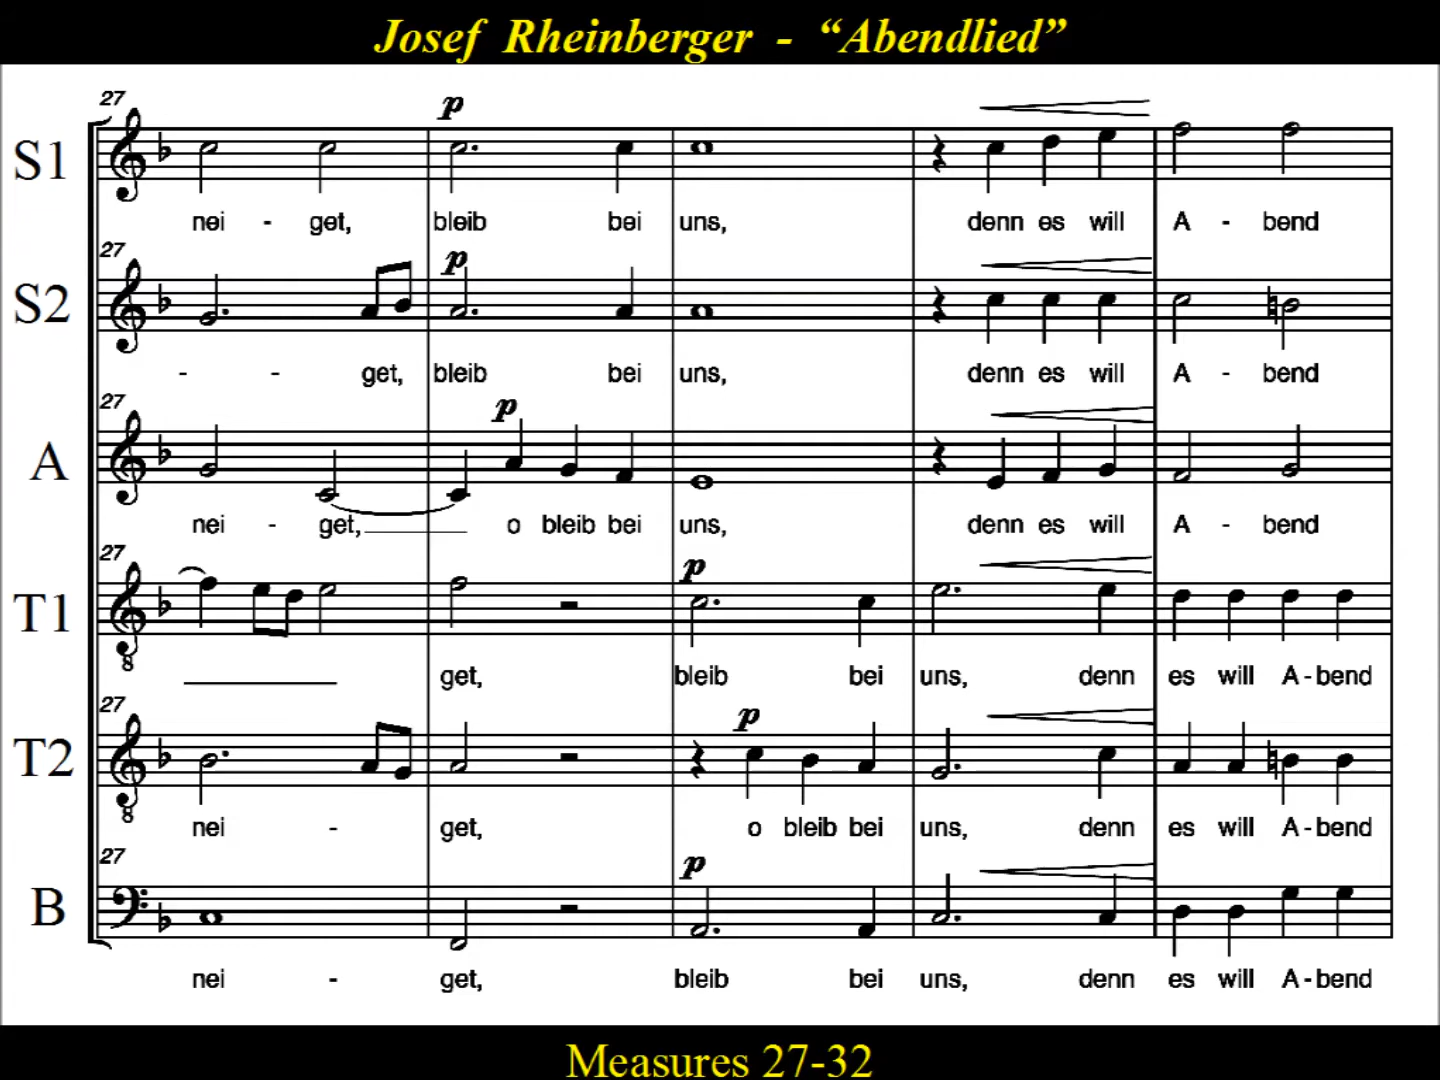 Josef Rheinberger - “Abendlied”
27
p
S1
nei - get, bleib bei uns, denn es will A - bend
27
p
S2
- - get, bleib bei uns, denn es will A - bend
27
p
A
nei - get, o bleib bei uns, denn es will A - bend
27
p
T1
8
get, bleib bei uns, denn es will A - bend
27
p
T2
8
nei - get, o bleib bei uns, denn es will A - bend
27
p
B
nei - get, bleib bei uns, denn es will A - bend
Measures 27-32